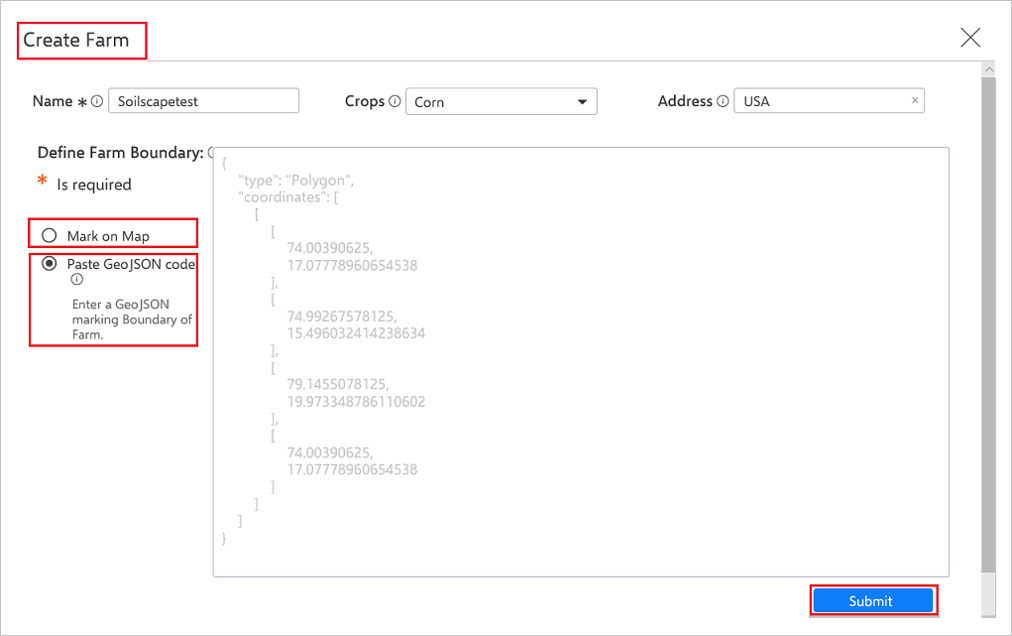 Create Farm
Name * Soilscapetest Crops Corn Address USA ×
Define Farm Boundary:
* Is required
Mark on Map
Paste GeoJSON code
Enter a GeoJSON
marking Boundary of
Farm.
{
"type": "Polygon",
"coordinates": [
[
[
74.00390625,
17.07778960654538
],
[
74.99267578125,
15.496032414238634
],
[
79.1455078125,
19.973348786110602
],
[
74.00390625,
17.07778960654538
]
]
]
}
Submit